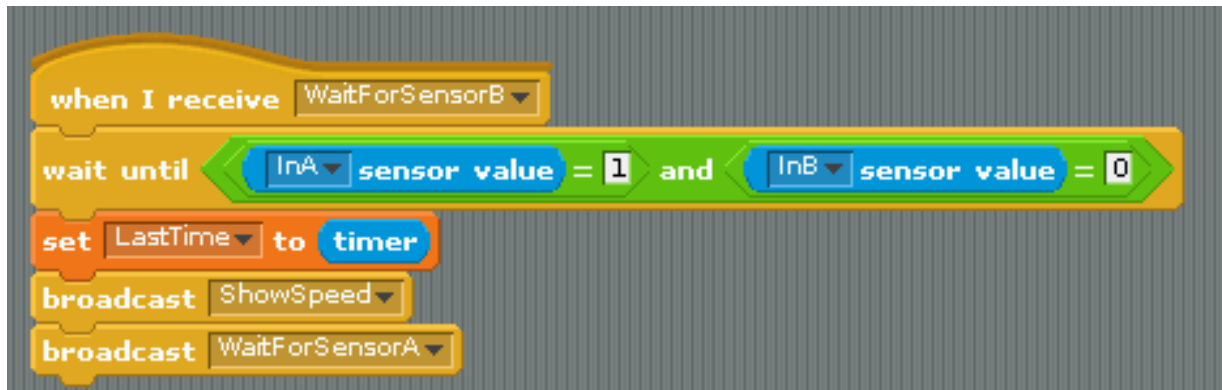 when I receive WaitForSensorB
wait until InA sensor value = 1 and InB sensor value = 0
set LastTime to timer
broadcast ShowSpeed
broadcast WaitForSensorA